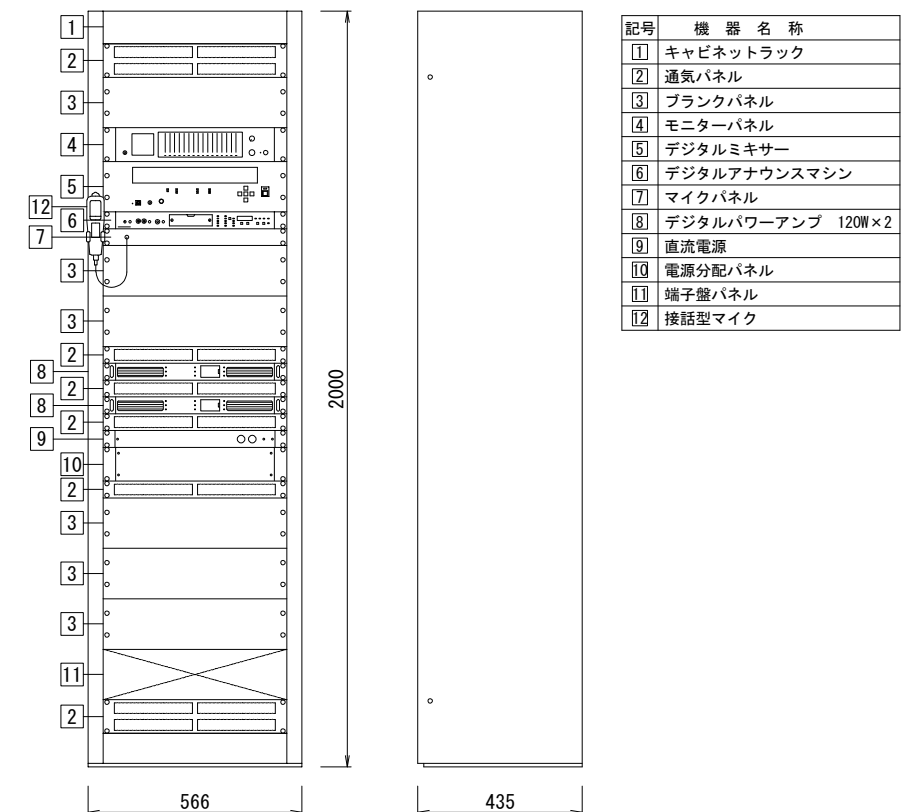 1
2
3
4
5
12
6
7
3
3
2
8
2
8
2
9
10
2
3
3
3
11
2
2000
566
435
記号 機 器 名 称
1 キャビネットラック
2 通気パネル
3 ブランクパネル
4 モニターパネル
5 デジタルミキサー
6 デジタルアナウンスマシン
7 マイクパネル
8 デジタルパワーアンプ 120W×2
9 直流電源
10 電源分配パネル
11 端子盤パネル
12 接話型マイク